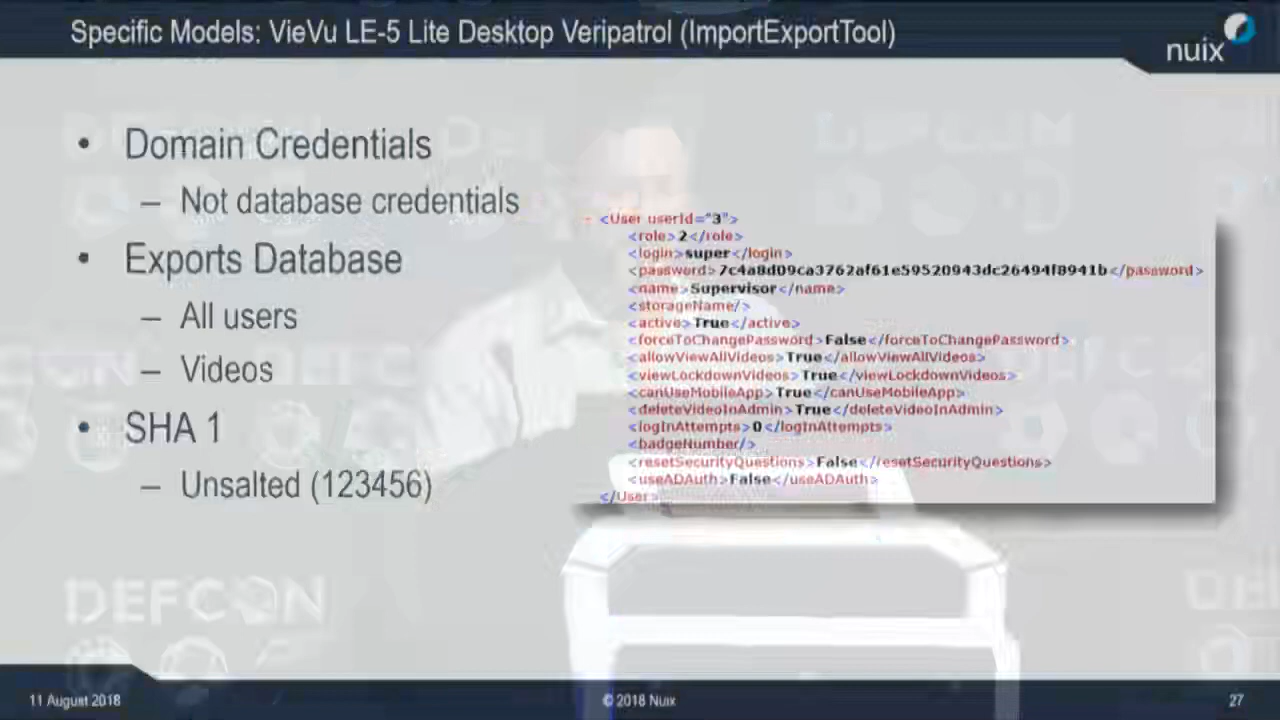 Specific Models: VieVu LE-5 Lite Desktop Veripatrol (ImportExportTool)
nuix
• Domain Credentials
– Not database credentials
• Exports Database
– All users
– Videos
• SHA 1
– Unsalted (123456)
- <User userId="3">
<role>2</role>
<login>super</login>
<password>7c4a8d09ca3762af61e59520943dc26494f8941b</password>
<name>Supervisor</name>
<storageName/>
<active>True</active>
<forceToChangePassword>False</forceToChangePassword>
<allowViewAllVideos>True</allowViewAllVideos>
<viewLockdownVideos>True</viewLockdownVideos>
<canUseMobileApp>True</canUseMobileApp>
<deleteVideoInAdmin>True</deleteVideoInAdmin>
<logInAttempts>0</logInAttempts>
<badgeNumber/>
<resetSecurityQuestions>False</resetSecurityQuestions>
<useADAuth>False</useADAuth>
</User>
DEFCON
11 August 2018
© 2018 Nuix
27